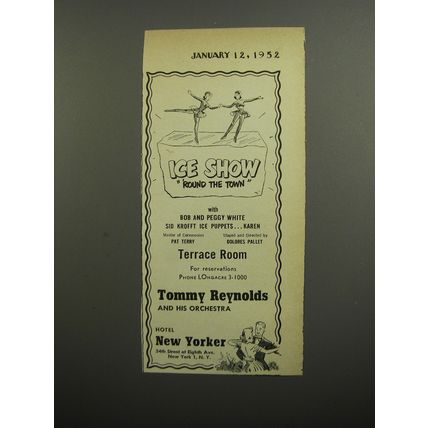 JANUARY 12, 1952
ICE SHOW
"'ROUND THE TOWN"
with
BOB AND PEGGY WHITE
SID KROFFT ICE PUPPETS...KAREN
Master of Ceremonies
PAT TERRY
Staged and Directed by
DOLORES PALLET
Terrace Room
For reservations
PHONE LONGACRE 3-1000
Tommy Reynolds
AND HIS ORCHESTRA
HOTEL
New Yorker
34th Street at Eighth Ave.
New York 1, N. Y.